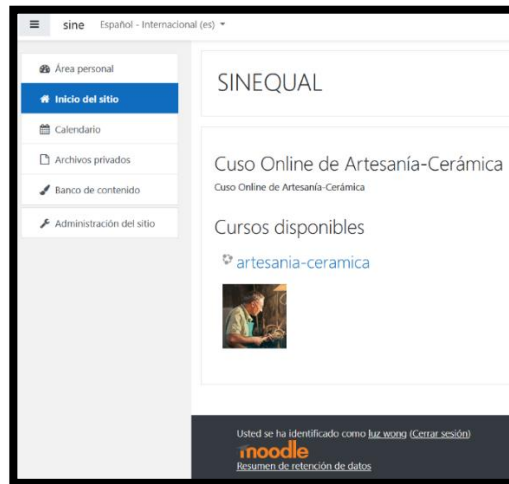 sine Español - Internacional (es)
Área personal
Inicio del sitio
Calendario
Archivos privados
Banco de contenido
Administración del sitio
SINEQUAL
Cuso Online de Artesanía-Cerámica
Cuso Online de Artesanía-Cerámica
Cursos disponibles
artesania-ceramica
Usted se ha identificado como luz wong (Cerrar sesión)
moodle
Resumen de retención de datos